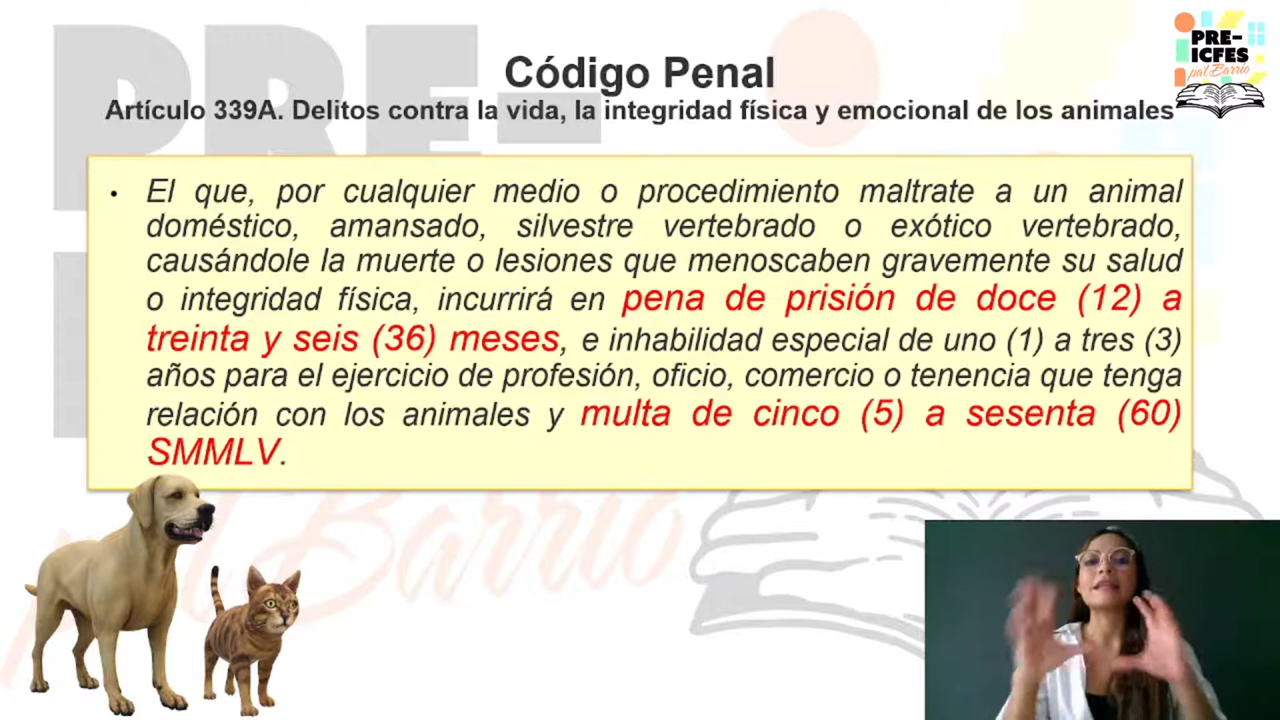 PRE-
ICFES
pal Barrio
Código Penal
Artículo 339A. Delitos contra la vida, la integridad física y emocional de los animales
• El que, por cualquier medio o procedimiento maltrate a un animal
doméstico, amansado, silvestre vertebrado o exótico vertebrado,
causándole la muerte o lesiones que menoscaben gravemente su salud
o integridad física, incurrirá en pena de prisión de doce (12) a
treinta y seis (36) meses, e inhabilidad especial de uno (1) a tres (3)
años para el ejercicio de profesión, oficio, comercio o tenencia que tenga
relación con los animales y multa de cinco (5) a sesenta (60)
SMMLV.
PRE-
pal Barrio